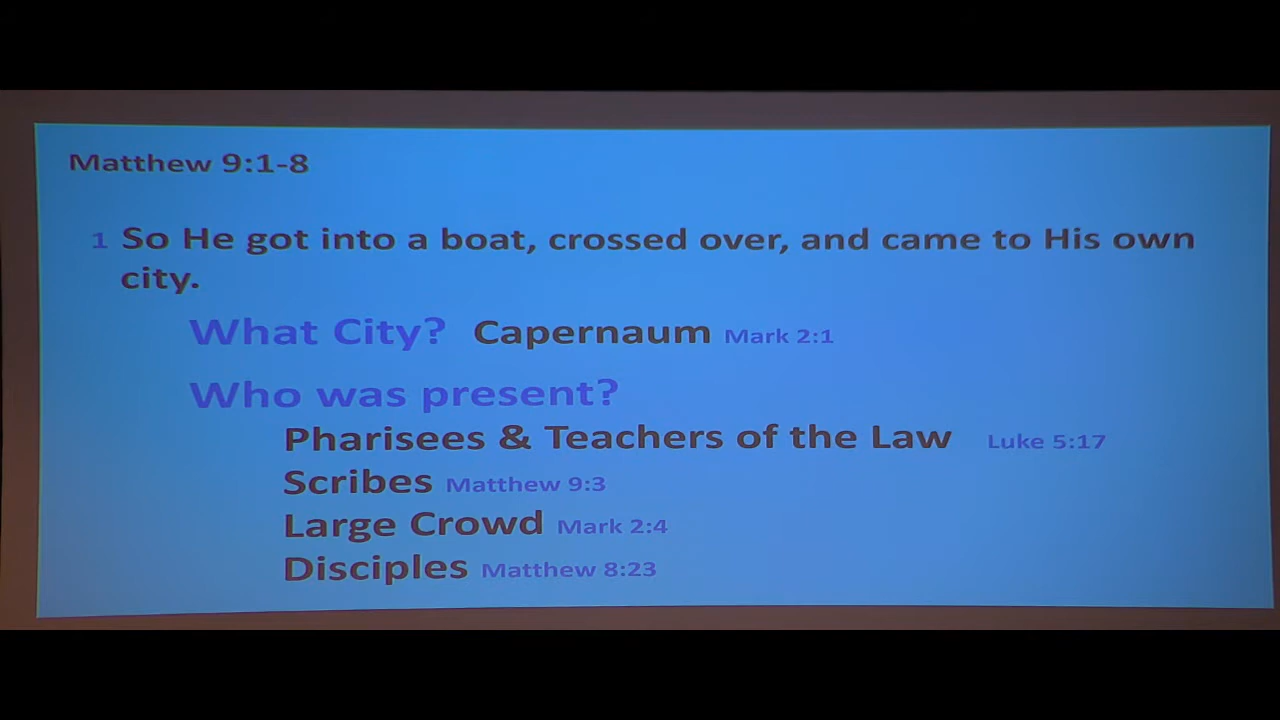 Matthew 9:1-8
1 So He got into a boat, crossed over, and came to His own
city.
What City? Capernaum Mark 2:1
Who was present?
Pharisees & Teachers of the Law Luke 5:17
Scribes Matthew 9:3
Large Crowd Mark 2:4
Disciples Matthew 8:23